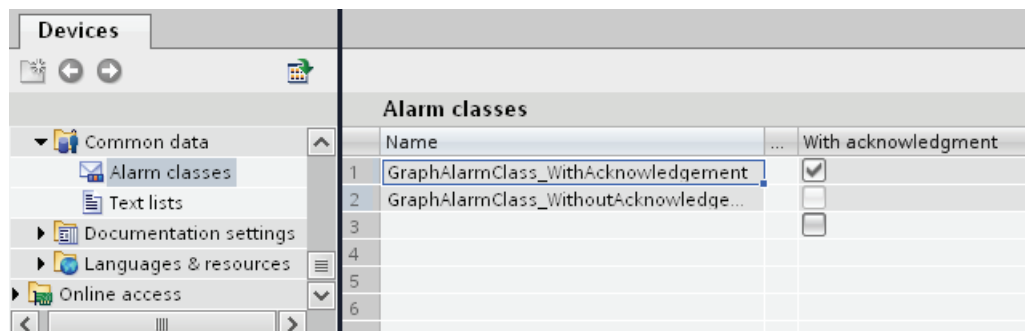 Devices
Common data
Alarm classes
Text lists
Documentation settings
Languages & resources
Online access
Alarm classes
Name ... With acknowledgment
1 GraphAlarmClass_WithAcknowledgement
2 GraphAlarmClass_WithoutAcknowledge...
3
4
5
6